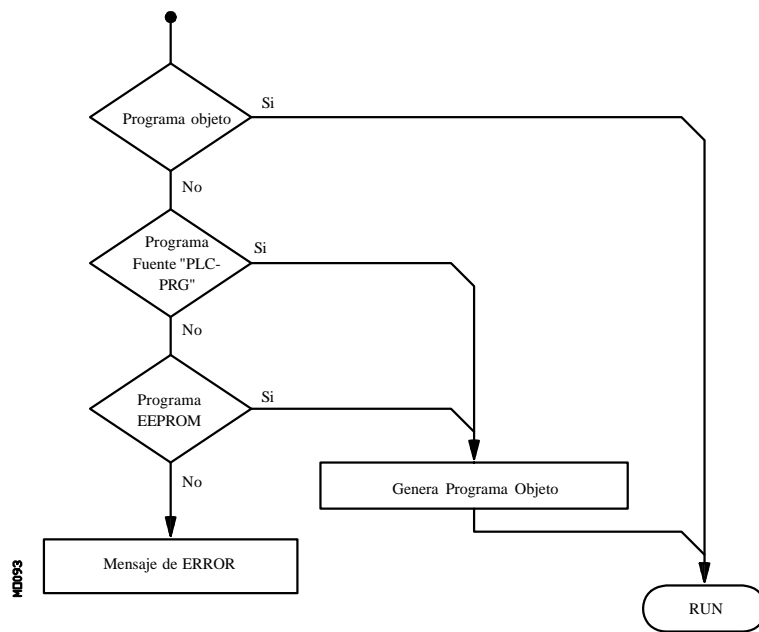 Programa objeto
Si
No
Programa
Fuente "PLC-
PRG"
Si
No
Programa
EEPROM
Si
No
Genera Programa Objeto
Mensaje de ERROR
RUN
MD093